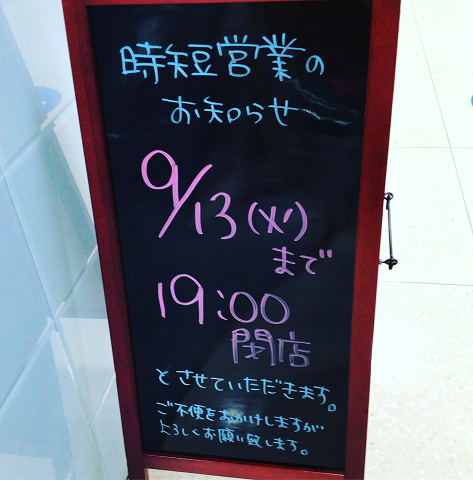 時短営業の
お知らせ
9/13(火)
まで
19:00
閉店
とさせていただきます。
ご不便をおかけしますが
よろしくお願い致します。